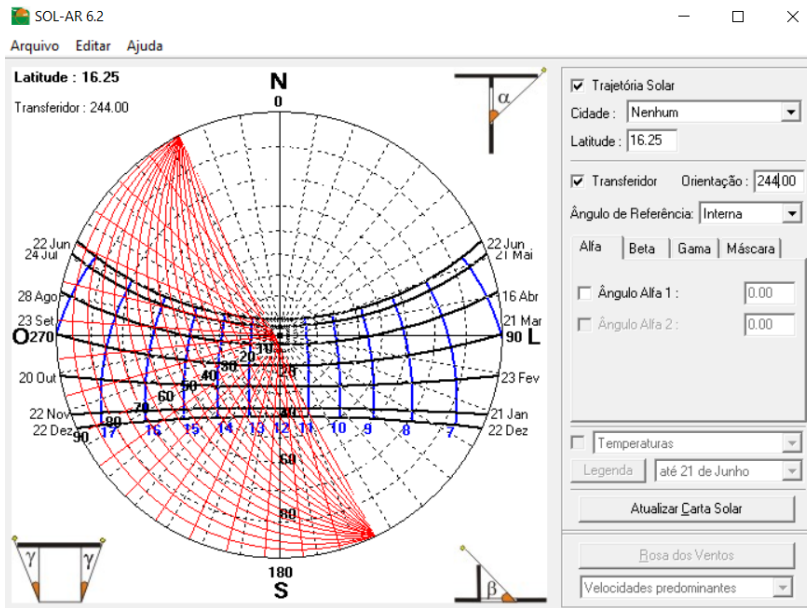 SOL-AR 6.2
Arquivo Editar Ajuda
Latitude : 16.25
Transferidor: 244.00
N
0
α
22 Jun
24 Jul
28 Ago
23 Set
O 270
20 Out
22 Nov
22 Dez
22 Jun
21 Mai
16 Abr
21 Mar
90 L
23 Fev
21 Jan
22 Dez
10
20
30
40
50
60
70
80
90
20
40
60
80
17 16 15 14 13 12 11 10 9 8 7
180
S
γ γ
β
Trajetória Solar
Cidade : Nenhum
Latitude : 16.25
Transferidor Orientação : 244.00
Ângulo de Referência: Interna
Alfa Beta Gama Máscara
Ângulo Alfa 1 : 0.00
Ângulo Alfa 2 : 0.00
Temperaturas
Legenda até 21 de Junho
Atualizar Carta Solar
Rosa dos Ventos
Velocidades predominantes